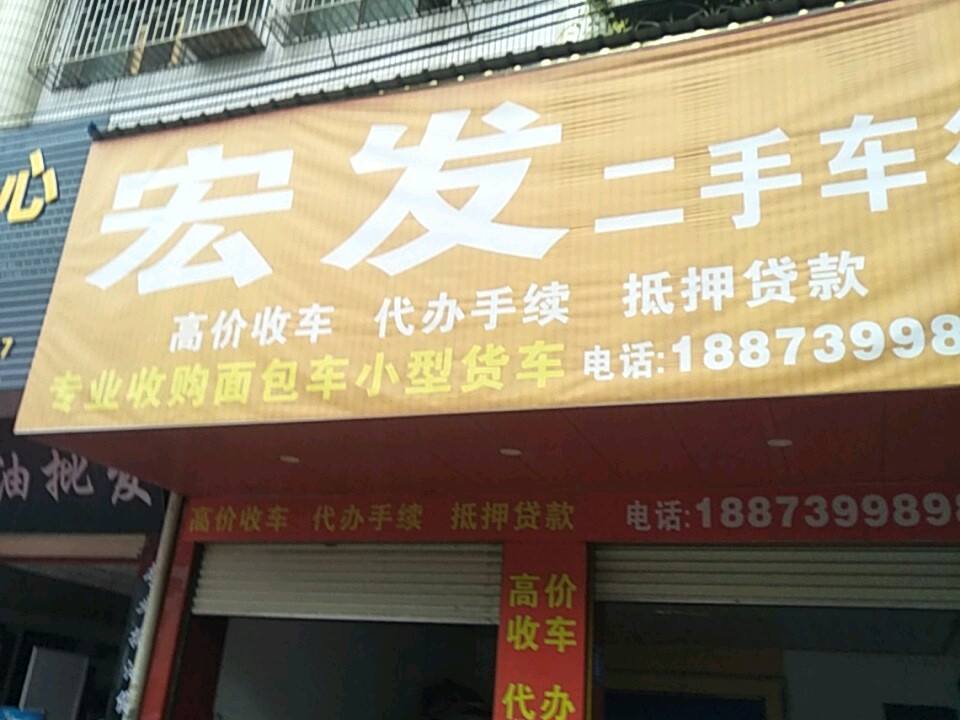 心
宏发二手车
高价收车 代办手续 抵押贷款
专业收购面包车小型货车 电话:188739998
7
油批发
高价收车 代办手续 抵押贷款 电话:1887399898
高价
收车
代办